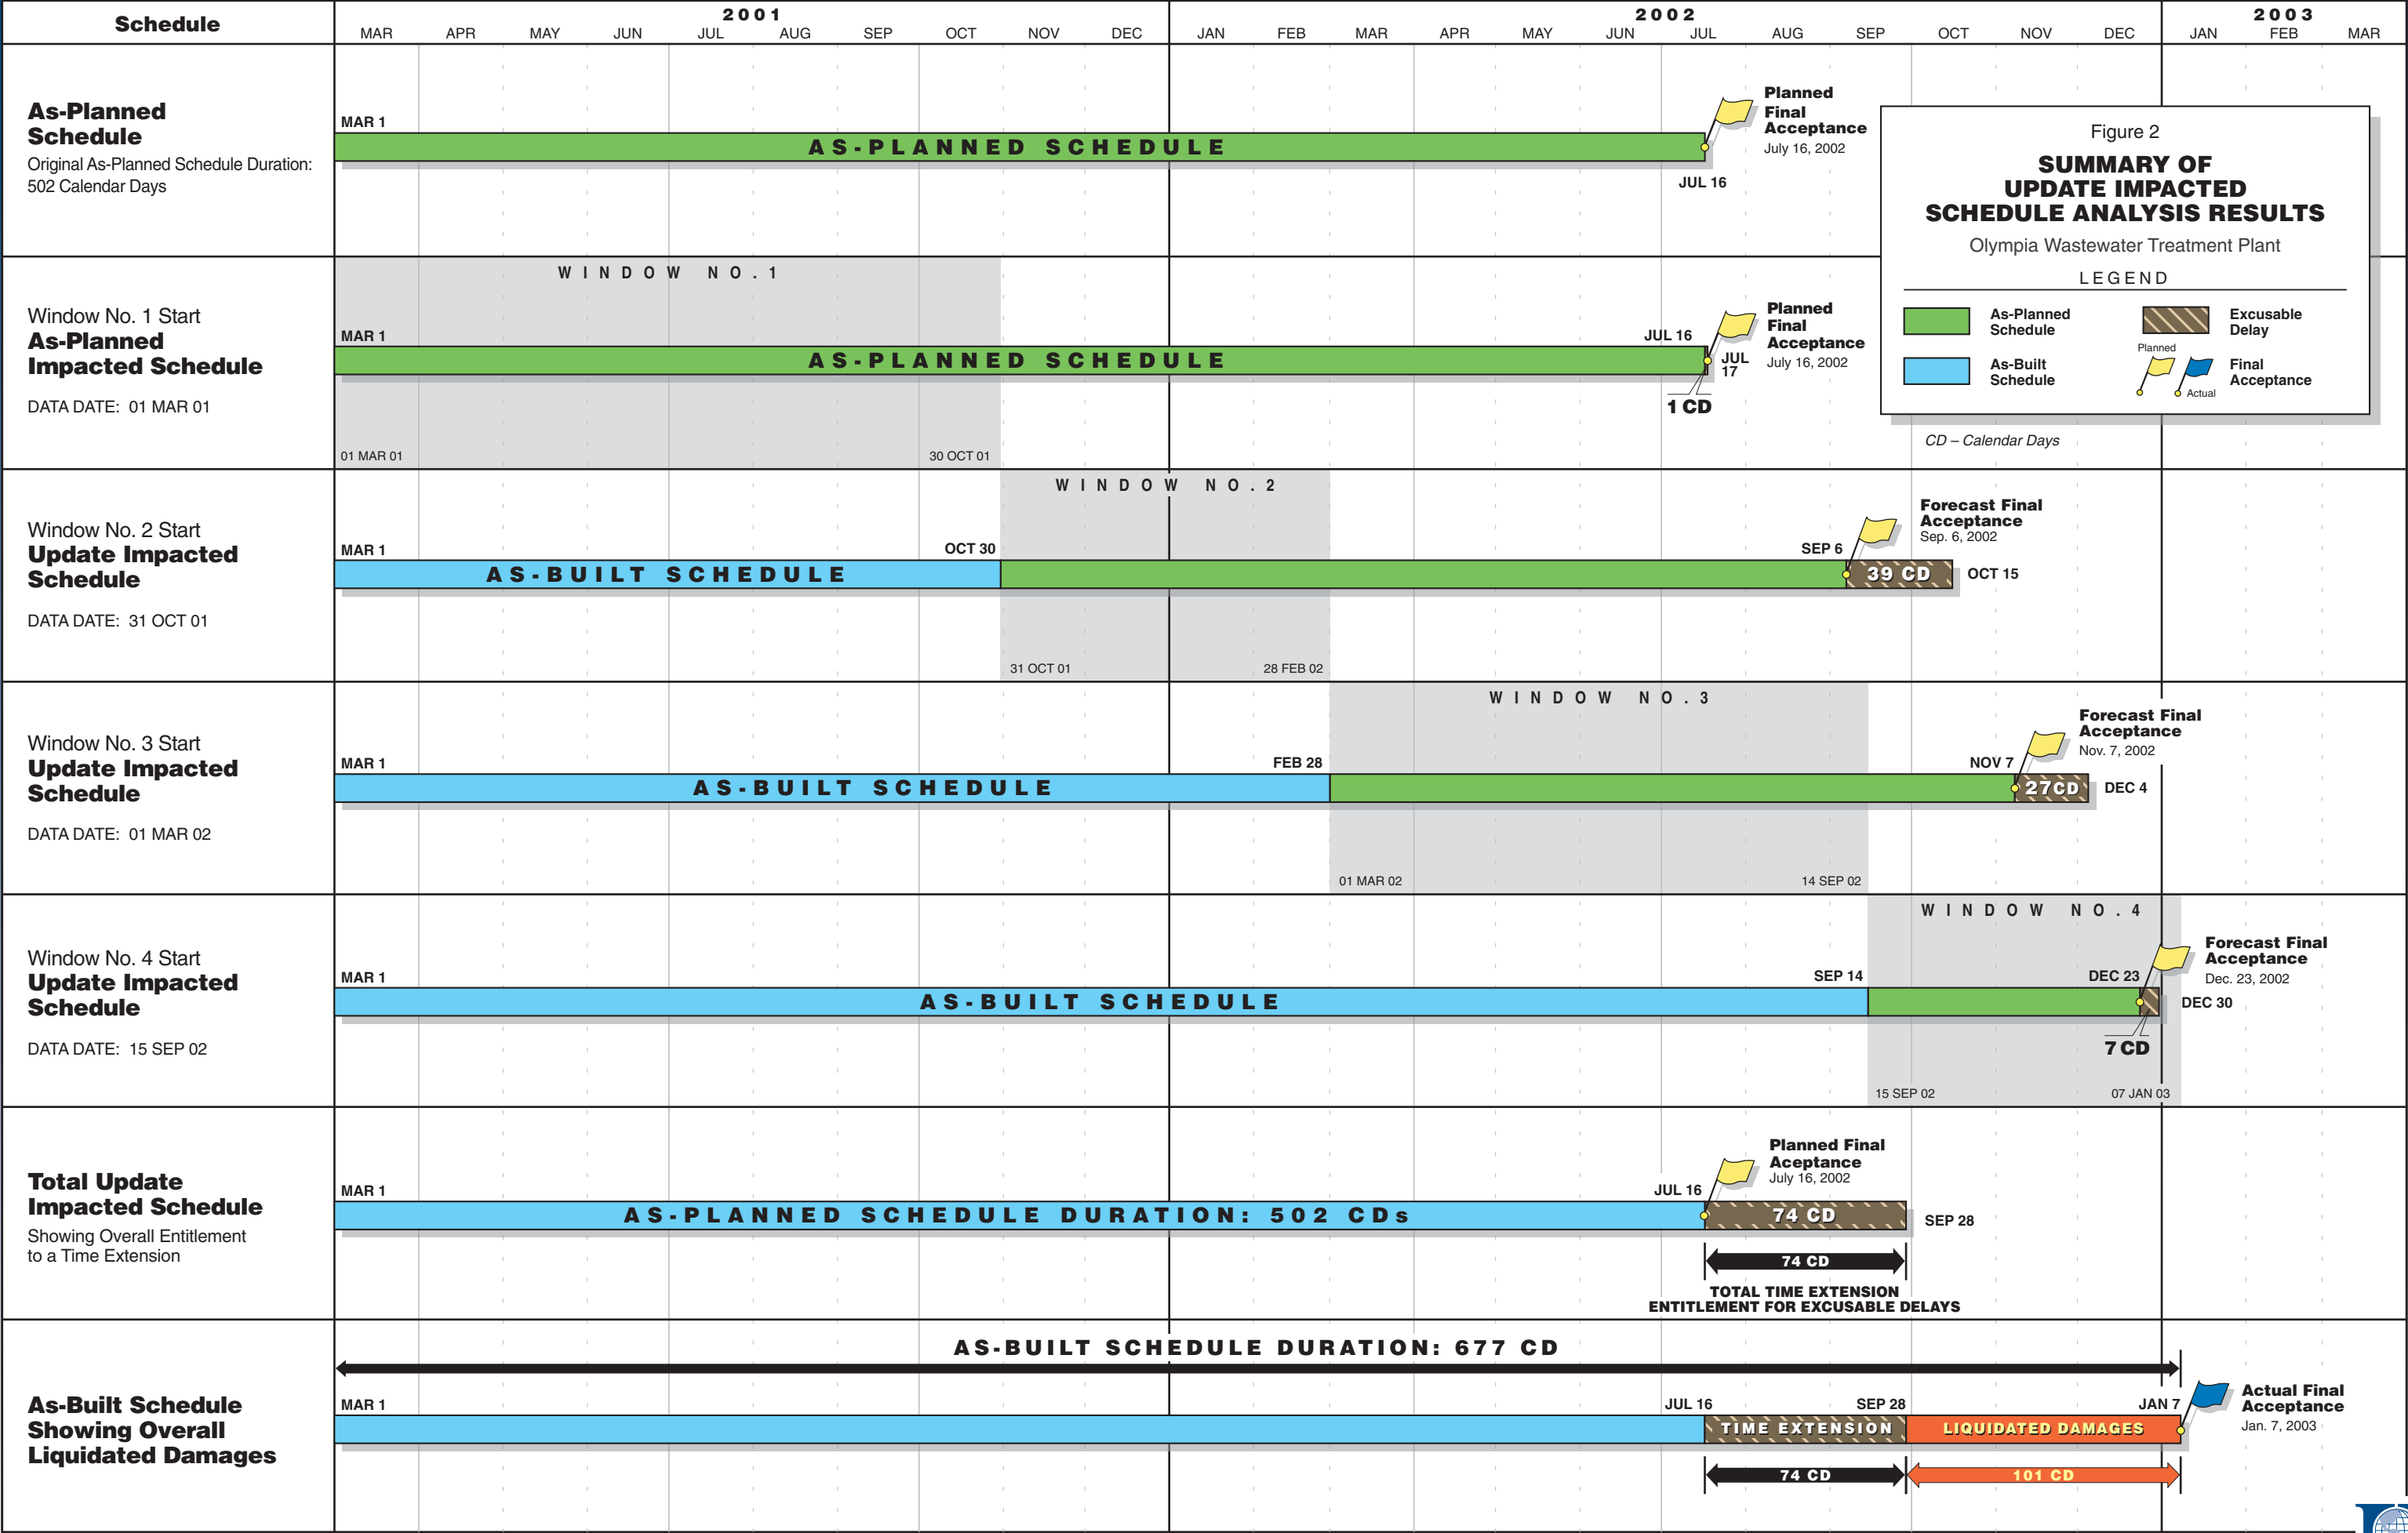 Schedule
2001
2002
2003
MAR APR MAY JUN JUL AUG SEP OCT NOV DEC JAN FEB MAR APR MAY JUN JUL AUG SEP OCT NOV DEC JAN FEB MAR
As-Planned
Schedule
Original As-Planned Schedule Duration:
502 Calendar Days
MAR 1
AS-PLANNED SCHEDULE
JUL 16
Planned
Final
Acceptance
July 16, 2002
Figure 2
SUMMARY OF
UPDATE IMPACTED
SCHEDULE ANALYSIS RESULTS
Olympia Wastewater Treatment Plant
LEGEND
As-Planned
Schedule
Excusable
Delay
As-Built
Schedule
Planned
Actual
Final
Acceptance
CD – Calendar Days
Window No. 1 Start
As-Planned
Impacted Schedule
DATA DATE: 01 MAR 01
WINDOW NO.1
MAR 1
AS-PLANNED SCHEDULE
JUL 16
JUL
17
1 CD
Planned
Final
Acceptance
July 16, 2002
01 MAR 01
30 OCT 01
Window No. 2 Start
Update Impacted
Schedule
DATA DATE: 31 OCT 01
WINDOW NO.2
MAR 1
OCT 30
AS-BUILT SCHEDULE
SEP 6
39 CD
OCT 15
Forecast Final
Acceptance
Sep. 6, 2002
31 OCT 01
28 FEB 02
Window No. 3 Start
Update Impacted
Schedule
DATA DATE: 01 MAR 02
WINDOW NO.3
MAR 1
FEB 28
AS-BUILT SCHEDULE
NOV 7
27CD
DEC 4
Forecast Final
Acceptance
Nov. 7, 2002
01 MAR 02
14 SEP 02
Window No. 4 Start
Update Impacted
Schedule
DATA DATE: 15 SEP 02
WINDOW NO.4
MAR 1
SEP 14
AS-BUILT SCHEDULE
DEC 23
DEC 30
7 CD
Forecast Final
Acceptance
Dec. 23, 2002
15 SEP 02
07 JAN 03
Total Update
Impacted Schedule
Showing Overall Entitlement
to a Time Extension
MAR 1
AS-PLANNED SCHEDULE DURATION: 502 CDs
JUL 16
Planned Final
Aceptance
July 16, 2002
74 CD
SEP 28
74 CD
TOTAL TIME EXTENSION
ENTITLEMENT FOR EXCUSABLE DELAYS
As-Built Schedule
Showing Overall
Liquidated Damages
AS-BUILT SCHEDULE DURATION: 677 CD
MAR 1
JUL 16
SEP 28
JAN 7
TIME EXTENSION
LIQUIDATED DAMAGES
74 CD
101 CD
Actual Final
Acceptance
Jan. 7, 2003